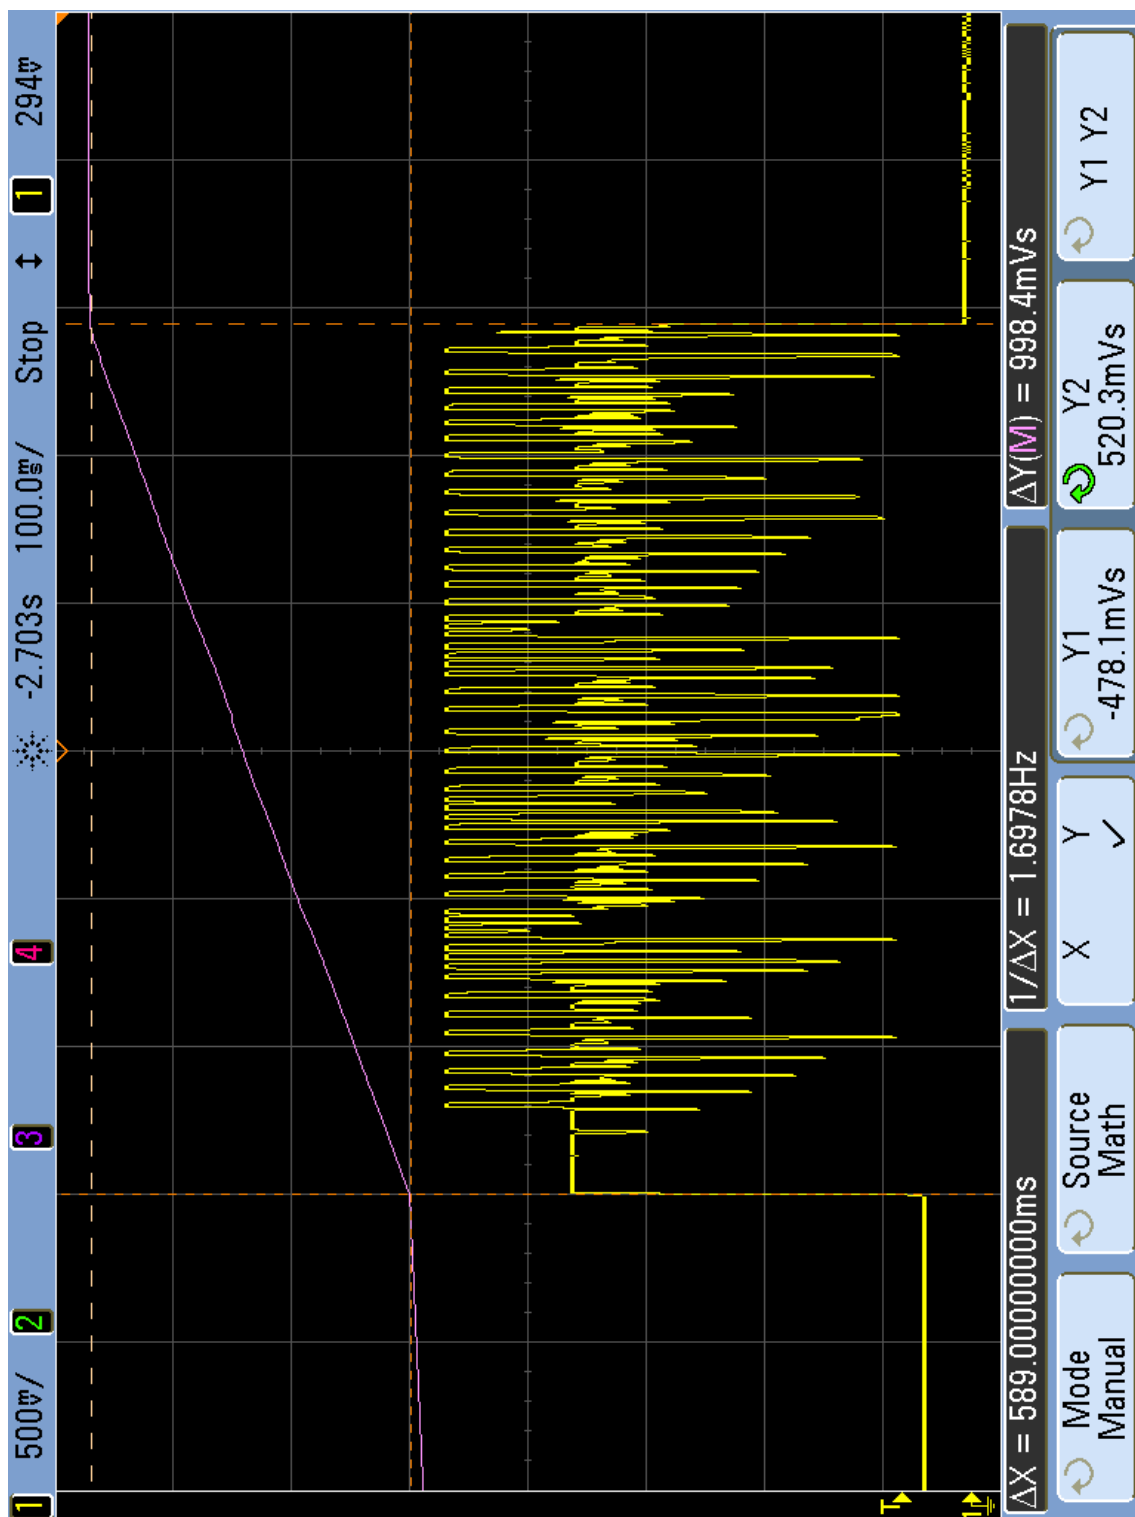 1 500mV/ 2 3 4 -2.703s 100.0ms/ Stop ↕ 1 294mV
T
1
ΔX = 589.00000000ms 1/ΔX = 1.6978Hz ΔY(M) = 998.4mVs
Mode Source X Y Y1 Y2 Y1 Y2
Manual Math ✓ -478.1mVs 520.3mVs